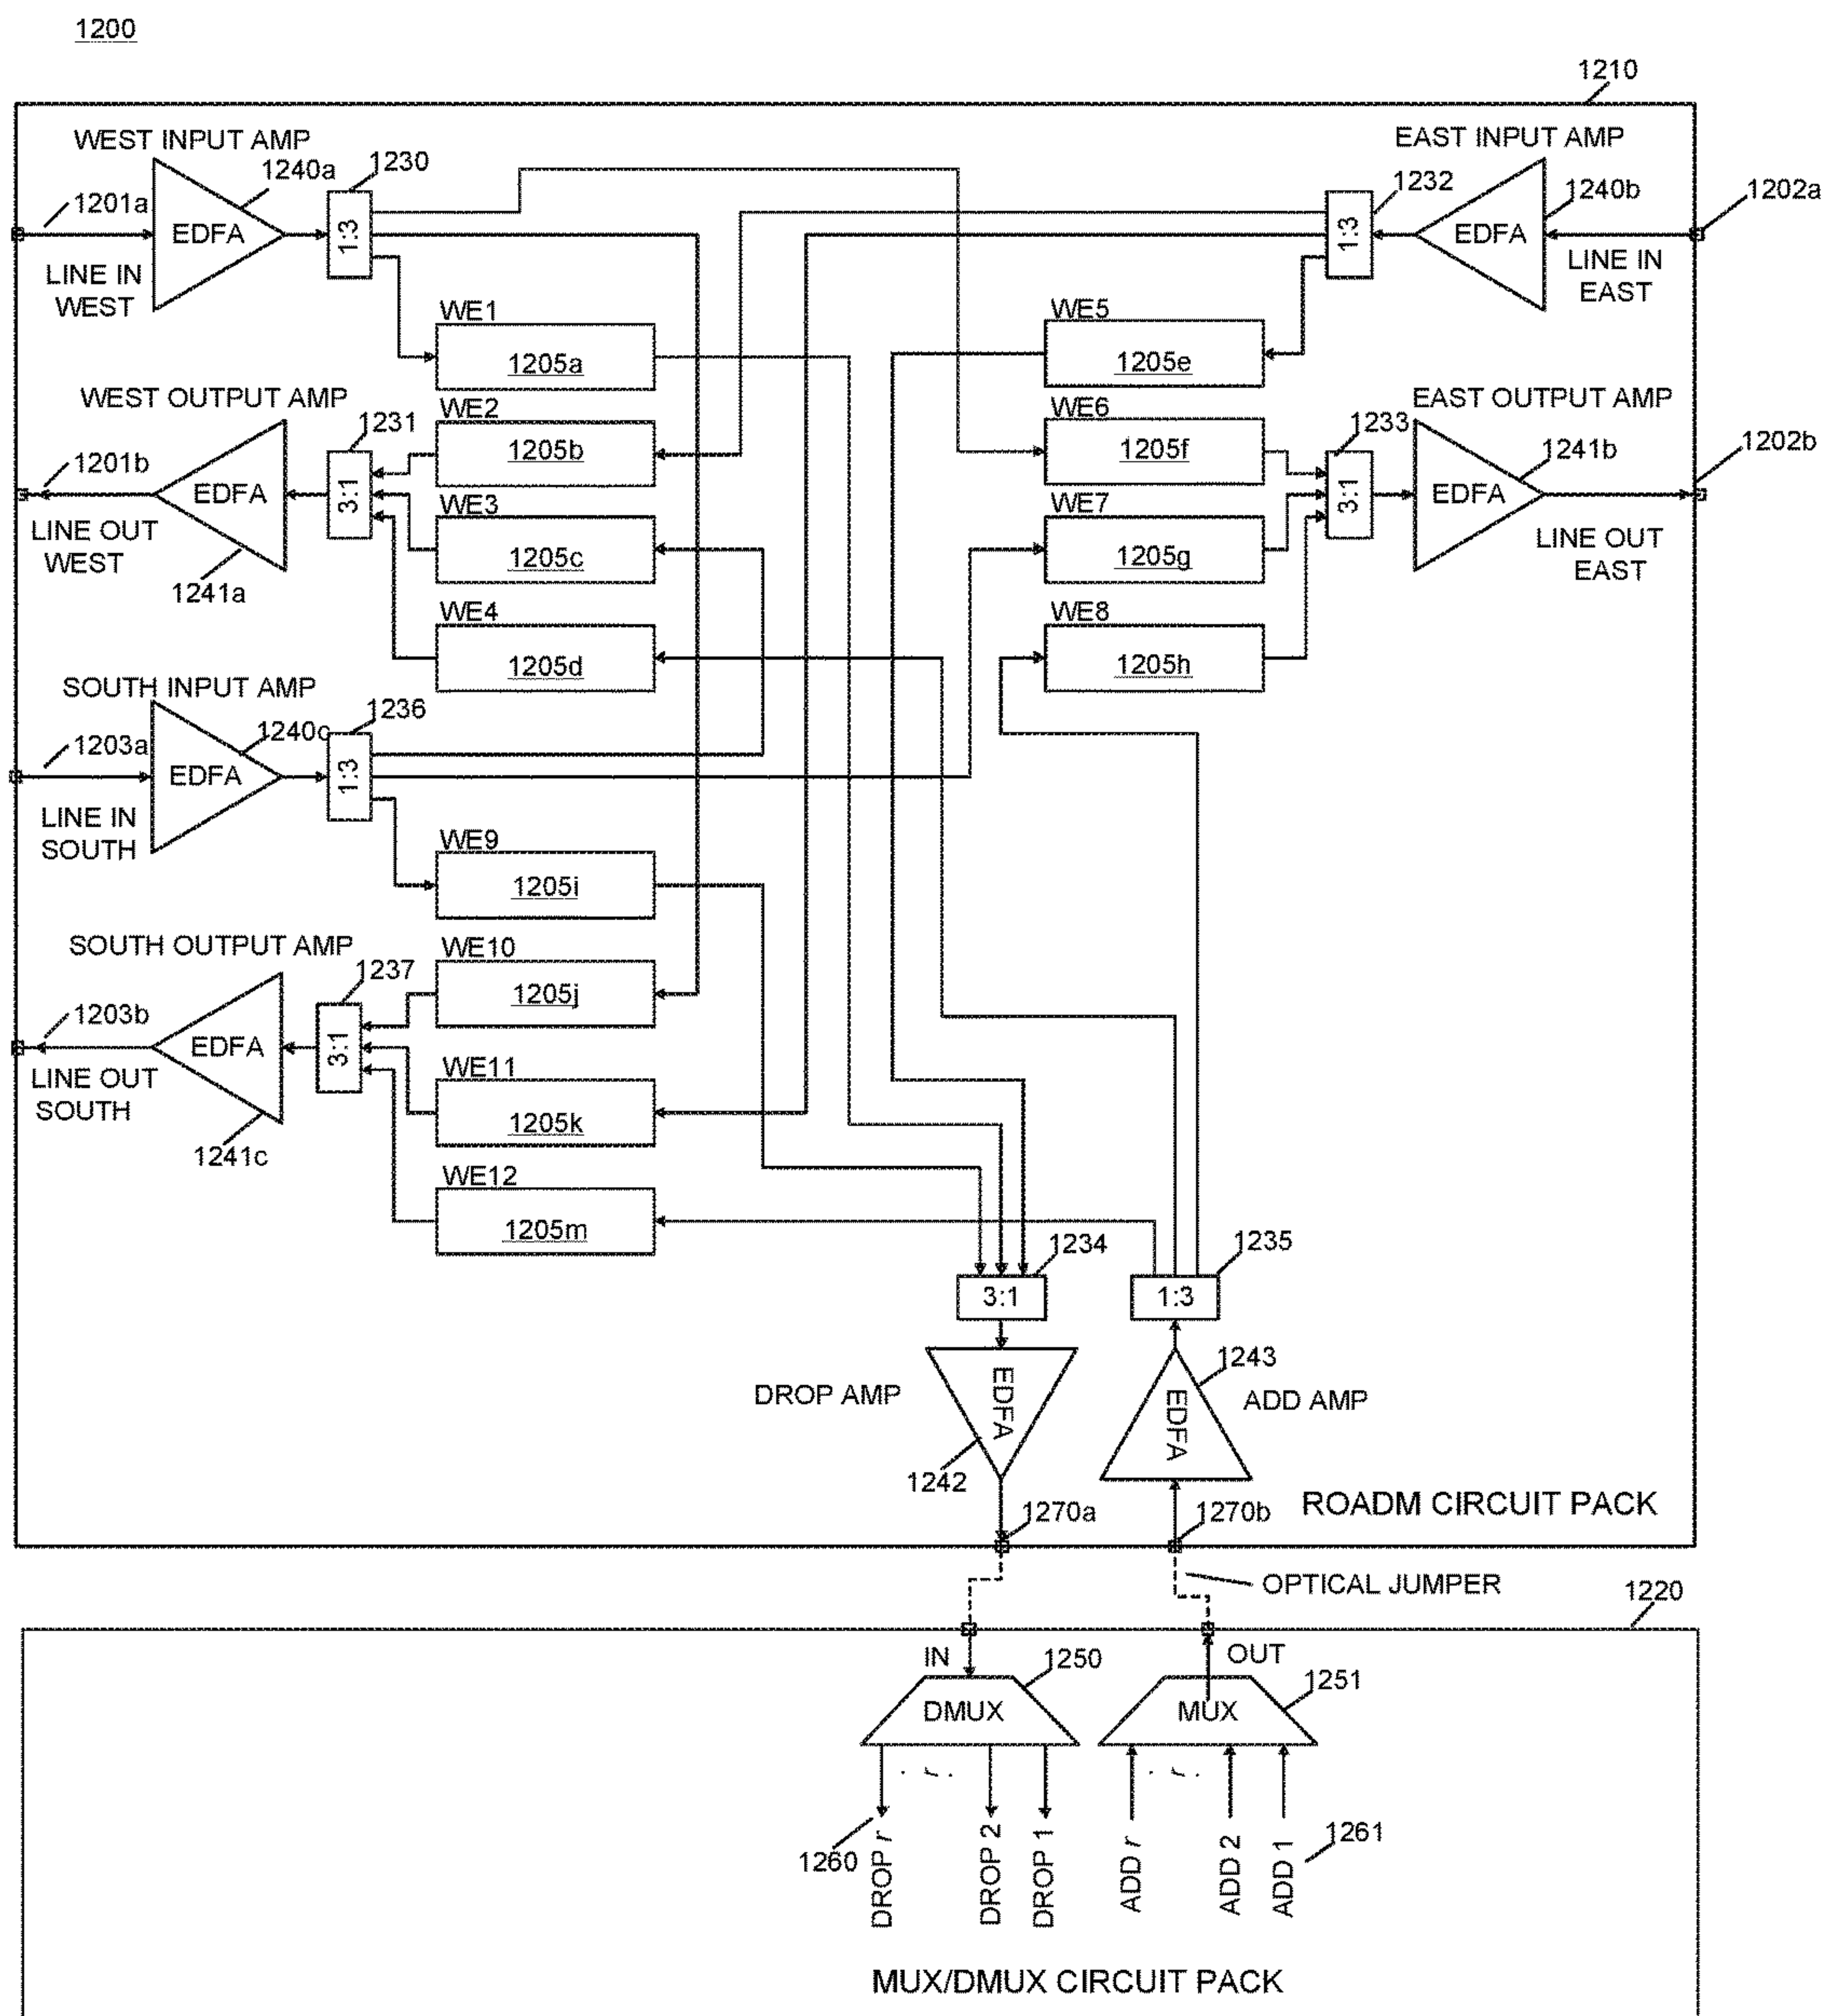 1200
1210
WEST INPUT AMP
1240a
1230
EAST INPUT AMP
1232
1240b
1202a
1201a
EDFA
1:3
1:3
EDFA
LINE IN
WEST
LINE IN
EAST
WE1
1205a
WE5
1205e
WEST OUTPUT AMP
1231
WE2
1205b
WE6
1205f
EAST OUTPUT AMP
1233
1241b
1202b
1201b
EDFA
3:1
3:1
EDFA
LINE OUT
WEST
1241a
WE3
1205c
WE7
1205g
LINE OUT
EAST
WE4
1205d
WE8
1205h
SOUTH INPUT AMP
1240c
1236
1203a
EDFA
1:3
LINE IN
SOUTH
WE9
1205i
SOUTH OUTPUT AMP
1237
WE10
1205j
1203b
EDFA
3:1
LINE OUT
SOUTH
1241c
WE11
1205k
WE12
1205m
1234
1235
3:1
1:3
DROP AMP
EDFA
1242
1243
EDFA
ADD AMP
1270a
1270b
ROADM CIRCUIT PACK
OPTICAL JUMPER
1220
IN
1250
OUT
1251
DMUX
MUX
. r .
. r .
1260
DROP r
DROP 2
DROP 1
ADD r
ADD 2
ADD 1
1261
MUX/DMUX CIRCUIT PACK